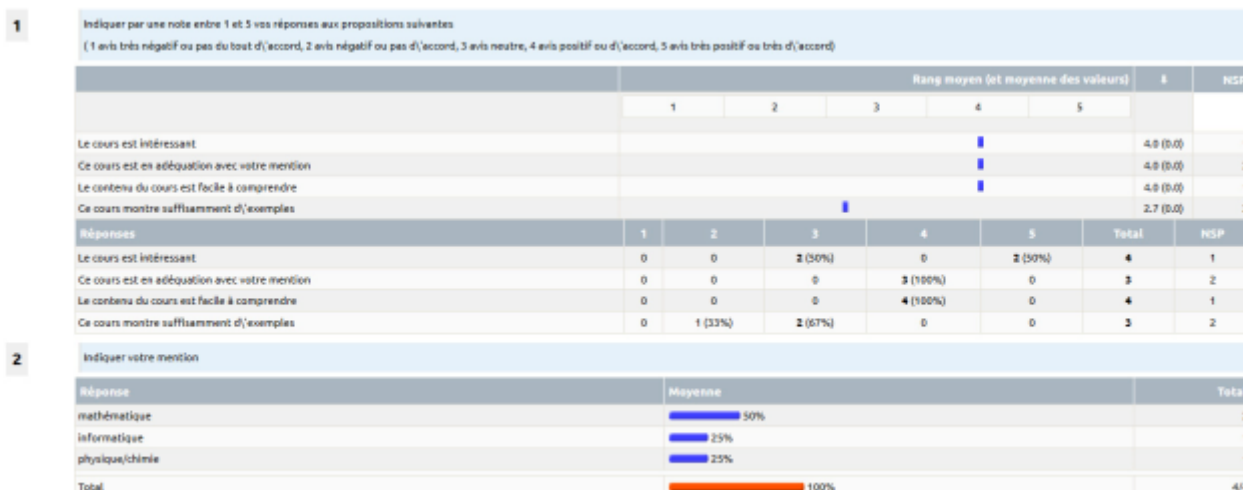 1
Indiquer par une note entre 1 et 5 vos réponses aux propositions suivantes
( 1 avis très négatif ou pas du tout d\'accord, 2 avis négatif ou pas d\'accord, 3 avis neutre, 4 avis positif ou d\'accord, 5 avis très positif ou très d\'accord)
Rang moyen (et moyenne des valeurs) NSP
1 2 3 4 5
Le cours est intéressant 4.0 (0.0)
Ce cours est en adéquation avec votre mention 4.0 (0.0)
Le contenu du cours est facile à comprendre 4.0 (0.0)
Ce cours montre suffisamment d\'exemples 2.7 (0.0)
Réponses 1 2 3 4 5 Total NSP
Le cours est intéressant 0 0 2 (50%) 0 2 (50%) 4 1
Ce cours est en adéquation avec votre mention 0 0 0 3 (100%) 0 3 2
Le contenu du cours est facile à comprendre 0 0 0 4 (100%) 0 4 1
Ce cours montre suffisamment d\'exemples 0 1 (33%) 2 (67%) 0 0 3 2
2
Indiquer votre mention
Réponse Moyenne Total
mathématique 50%
informatique 25%
physique/chimie 25%
Total 100%